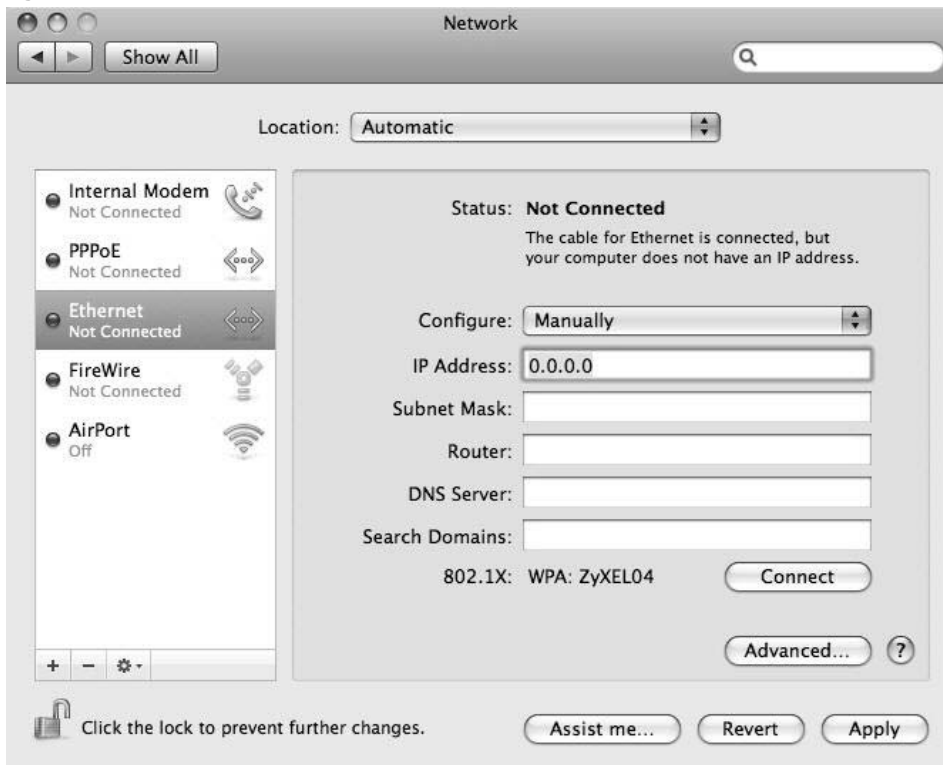 Network
Show All
Location: Automatic
Internal Modem
Not Connected
PPPoE
Not Connected
Ethernet
Not Connected
FireWire
Not Connected
AirPort
Off
Status: Not Connected
The cable for Ethernet is connected, but
your computer does not have an IP address.
Configure: Manually
IP Address: 0.0.0.0
Subnet Mask:
Router:
DNS Server:
Search Domains:
802.1X: WPA: ZyXEL04 Connect
Advanced... ?
+ −
Click the lock to prevent further changes.
Assist me... Revert Apply